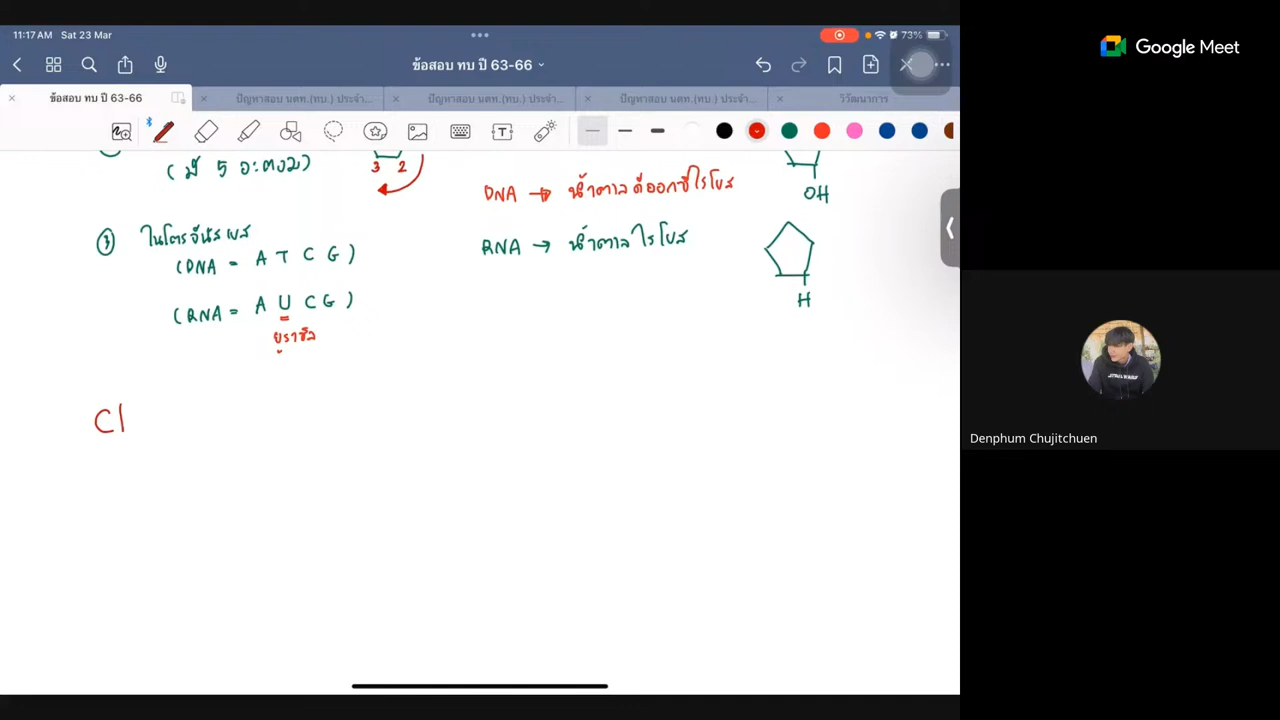 11:17 AM Sat 23 Mar
73%
Google Meet
ข้อสอบ ทบ ปี 63-66
ข้อสอบ ทบ ปี 63-66
ปัญหาสอบ นตท.(ทบ.) ประจำ...
ปัญหาสอบ นตท.(ทบ.) ประจำ...
ปัญหาสอบ นตท.(ทบ.) ประจำ...
วิวัฒนาการ
(มี 5 อะตอม)
3 2
DNA → น้ำตาลดีออกซีไรโบส
OH
3 ไนโตรจีนัสเบส
(DNA = A T C G)
RNA → น้ำตาลไรโบส
H
(RNA = A U C G)
ยูราซิล
Denphum Chujitchuen